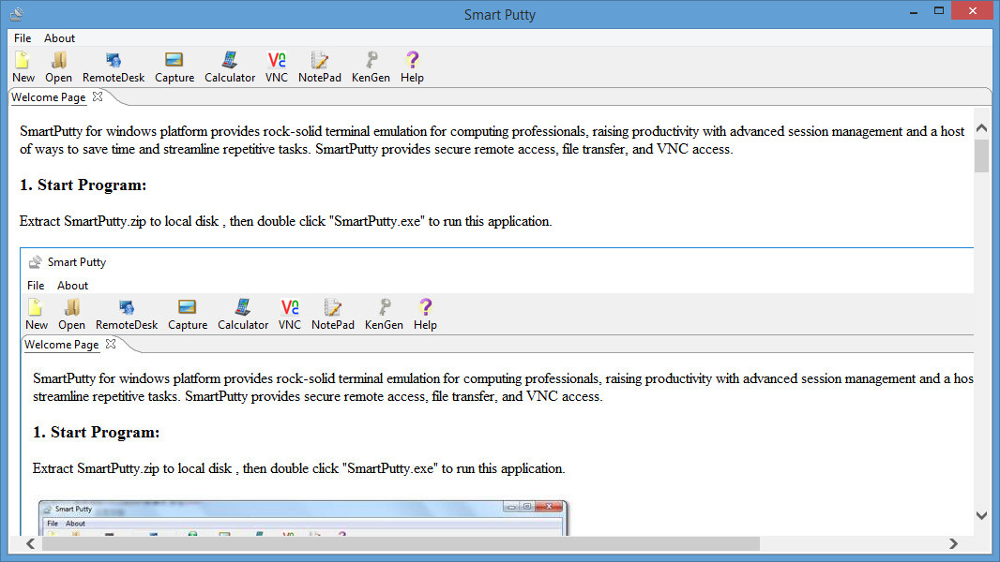 Smart Putty
File About
New Open RemoteDesk Capture Calculator VNC NotePad KenGen Help
Welcome Page
SmartPutty for windows platform provides rock-solid terminal emulation for computing professionals, raising productivity with advanced session management and a host
of ways to save time and streamline repetitive tasks. SmartPutty provides secure remote access, file transfer, and VNC access.
1. Start Program:
Extract SmartPutty.zip to local disk , then double click "SmartPutty.exe" to run this application.
Smart Putty
File About
New Open RemoteDesk Capture Calculator VNC NotePad KenGen Help
Welcome Page
SmartPutty for windows platform provides rock-solid terminal emulation for computing professionals, raising productivity with advanced session management and a hos
streamline repetitive tasks. SmartPutty provides secure remote access, file transfer, and VNC access.
1. Start Program:
Extract SmartPutty.zip to local disk , then double click "SmartPutty.exe" to run this application.
Smart Putty
File About